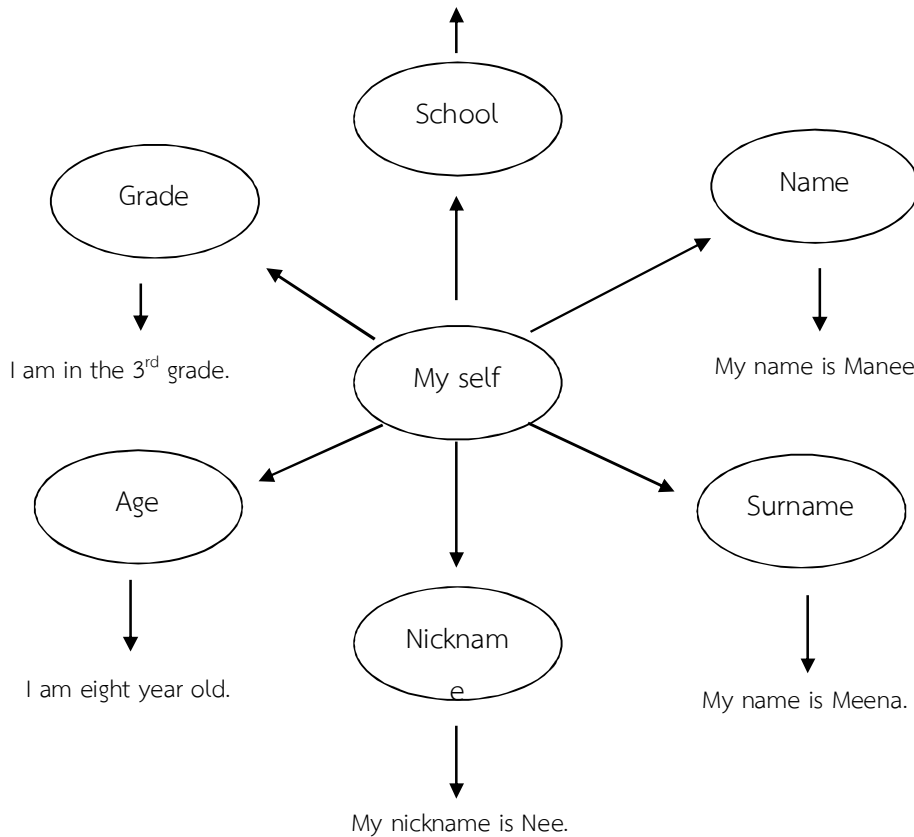 School
Name
Grade
I am in the 3rd grade.
My self
My name is Manee
Age
Surname
I am eight year old.
Nicknam
e
My name is Meena.
My nickname is Nee.